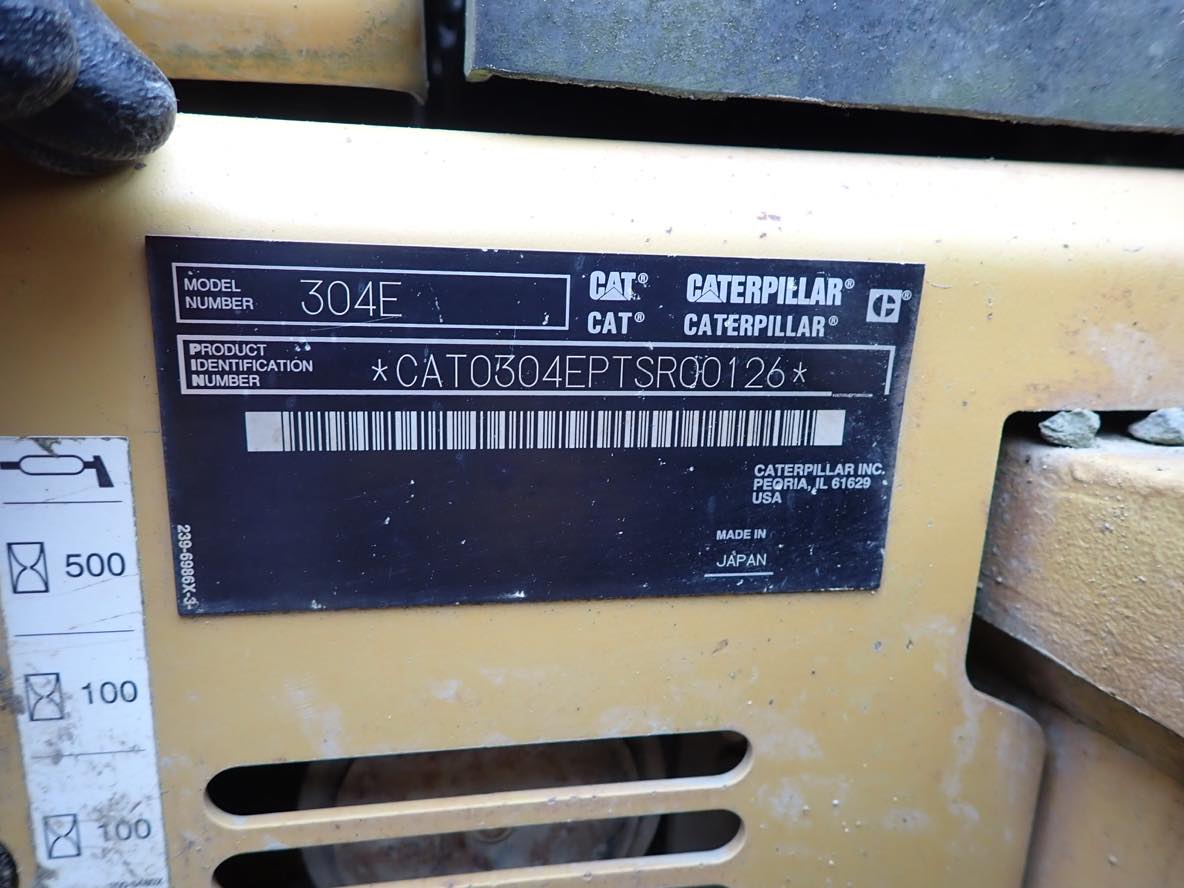 MODEL
NUMBER
304E
CAT® CATERPILLAR®
CAT® CATERPILLAR®
PRODUCT
IDENTIFICATION
NUMBER
*CAT0304EPTSR00126*
CATERPILLAR INC.
PEORIA, IL 61629
USA
MADE IN
JAPAN
239-6986X-3
500
100
100